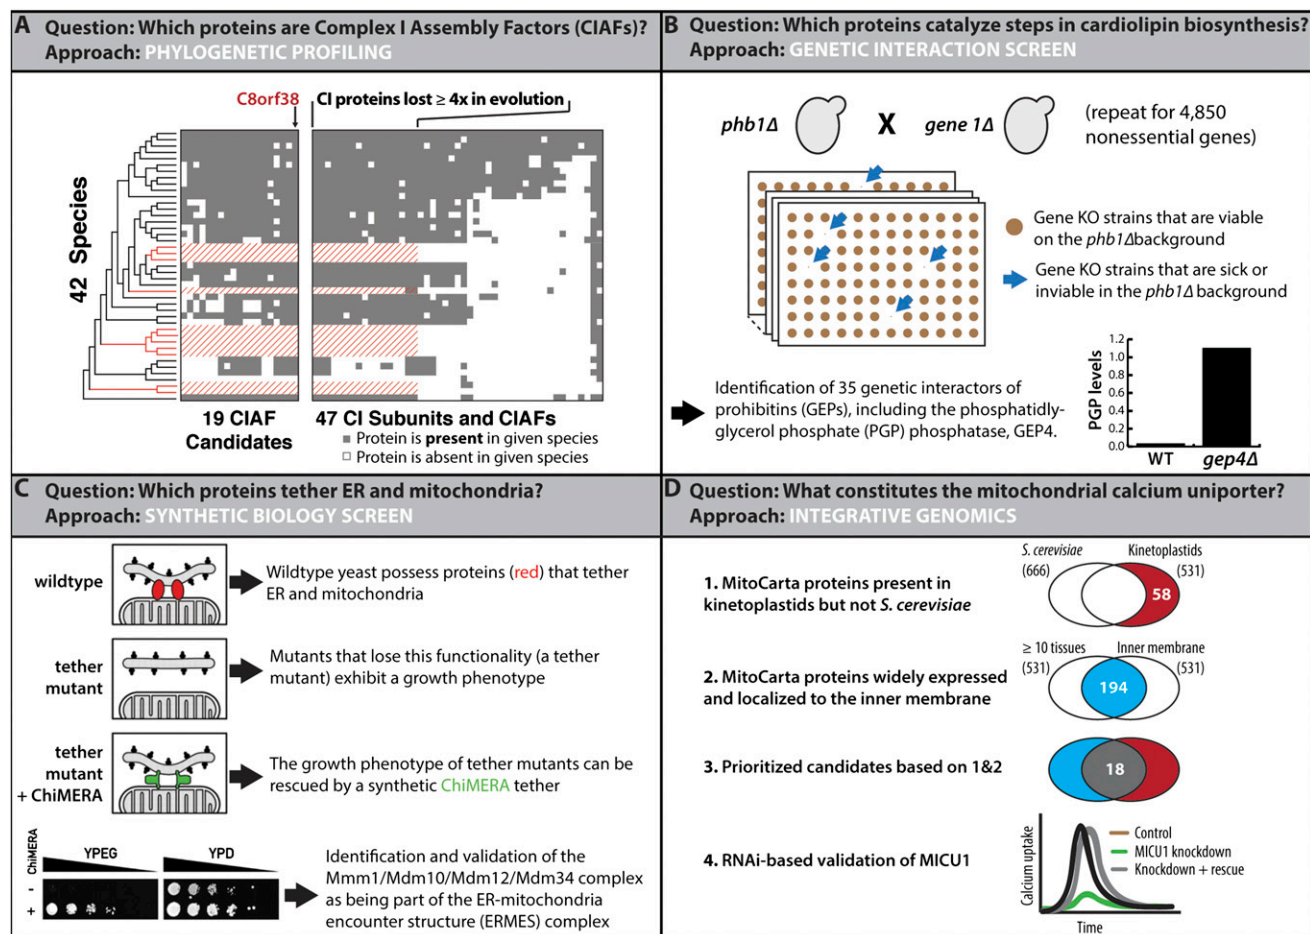 A Question: Which proteins are Complex I Assembly Factors (CIAFs)?
Approach: PHYLOGENETIC PROFILING
C8orf38
CI proteins lost ≥ 4x in evolution
42 Species
19 CIAF
Candidates
47 CI Subunits and CIAFs
Protein is present in given species
Protein is absent in given species
B Question: Which proteins catalyze steps in cardiolipin biosynthesis?
Approach: GENETIC INTERACTION SCREEN
phb1Δ X gene 1Δ
(repeat for 4,850
nonessential genes)
Gene KO strains that are viable
on the phb1Δ background
Gene KO strains that are sick or
inviable in the phb1Δ background
Identification of 35 genetic interactors of
prohibitins (GEPs), including the phosphatidly-
glycerol phosphate (PGP) phosphatase, GEP4.
PGP levels
1.2
1.0
0.8
0.6
0.4
0.2
0.0
WT
gep4Δ
C Question: Which proteins tether ER and mitochondria?
Approach: SYNTHETIC BIOLOGY SCREEN
wildtype
Wildtype yeast possess proteins (red) that tether
ER and mitochondria
tether
mutant
Mutants that lose this functionality (a tether
mutant) exhibit a growth phenotype
tether
mutant
+ ChiMERA
The growth phenotype of tether mutants can be
rescued by a synthetic ChiMERA tether
ChiMERA
YPEG
YPD
-
+
Identification and validation of the
Mmm1/Mdm10/Mdm12/Mdm34 complex
as being part of the ER-mitochondria
encounter structure (ERMES) complex
D Question: What constitutes the mitochondrial calcium uniporter?
Approach: INTEGRATIVE GENOMICS
1. MitoCarta proteins present in
kinetoplastids but not S. cerevisiae
S. cerevisiae
(666)
Kinetoplastids
(531)
58
2. MitoCarta proteins widely expressed
and localized to the inner membrane
≥ 10 tissues
(531)
Inner membrane
(531)
194
3. Prioritized candidates based on 1&2
18
4. RNAi-based validation of MICU1
Calcium uptake
Control
MICU1 knockdown
Knockdown + rescue
Time